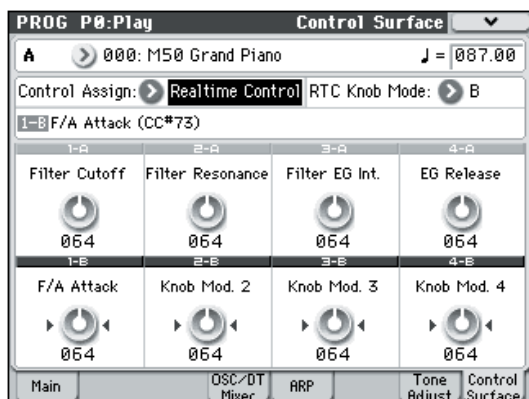 PROG P0:Play Control Surface
A 000: M50 Grand Piano ♩= 087.00
Control Assign: Realtime Control RTC Knob Mode: B
1-B F/A Attack (CC#73)
1-A 2-A 3-A 4-A
Filter Cutoff Filter Resonance Filter EG Int. EG Release
064 064 064 064
1-B 2-B 3-B 4-B
F/A Attack Knob Mod. 2 Knob Mod. 3 Knob Mod. 4
064 064 064 064
Main OSC/DT Mixer ARP Tone Adjust Control Surface